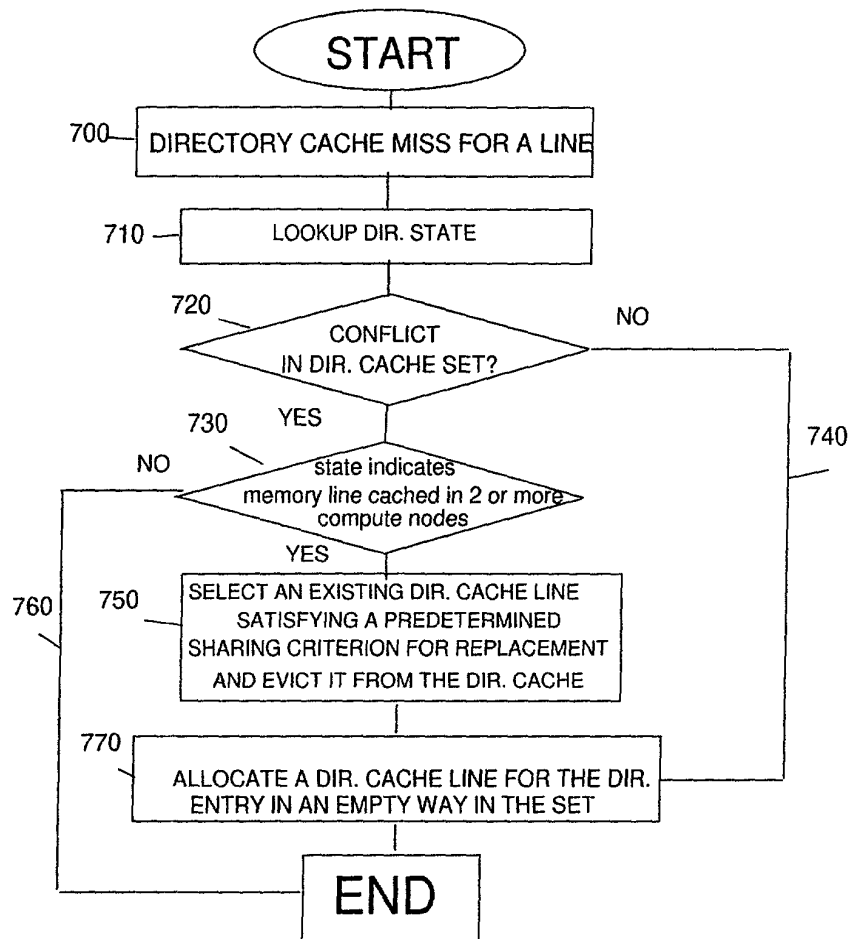 START
700
DIRECTORY CACHE MISS FOR A LINE
710
LOOKUP DIR. STATE
720
CONFLICT
IN DIR. CACHE SET?
NO
YES
730
740
NO
state indicates
memory line cached in 2 or more
compute nodes
YES
760
750
SELECT AN EXISTING DIR. CACHE LINE
SATISFYING A PREDETERMINED
SHARING CRITERION FOR REPLACEMENT
AND EVICT IT FROM THE DIR. CACHE
770
ALLOCATE A DIR. CACHE LINE FOR THE DIR.
ENTRY IN AN EMPTY WAY IN THE SET
END